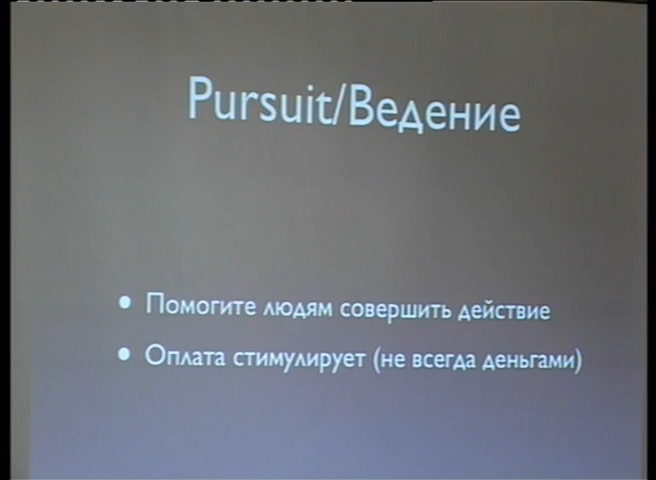 Pursuit/Ведение
• Помогите людям совершить действие
• Оплата стимулирует (не всегда деньгами)